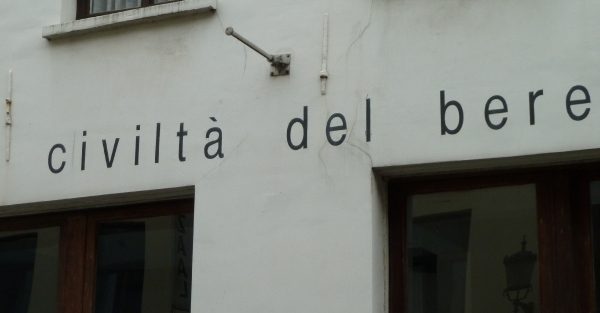 civiltà del bere